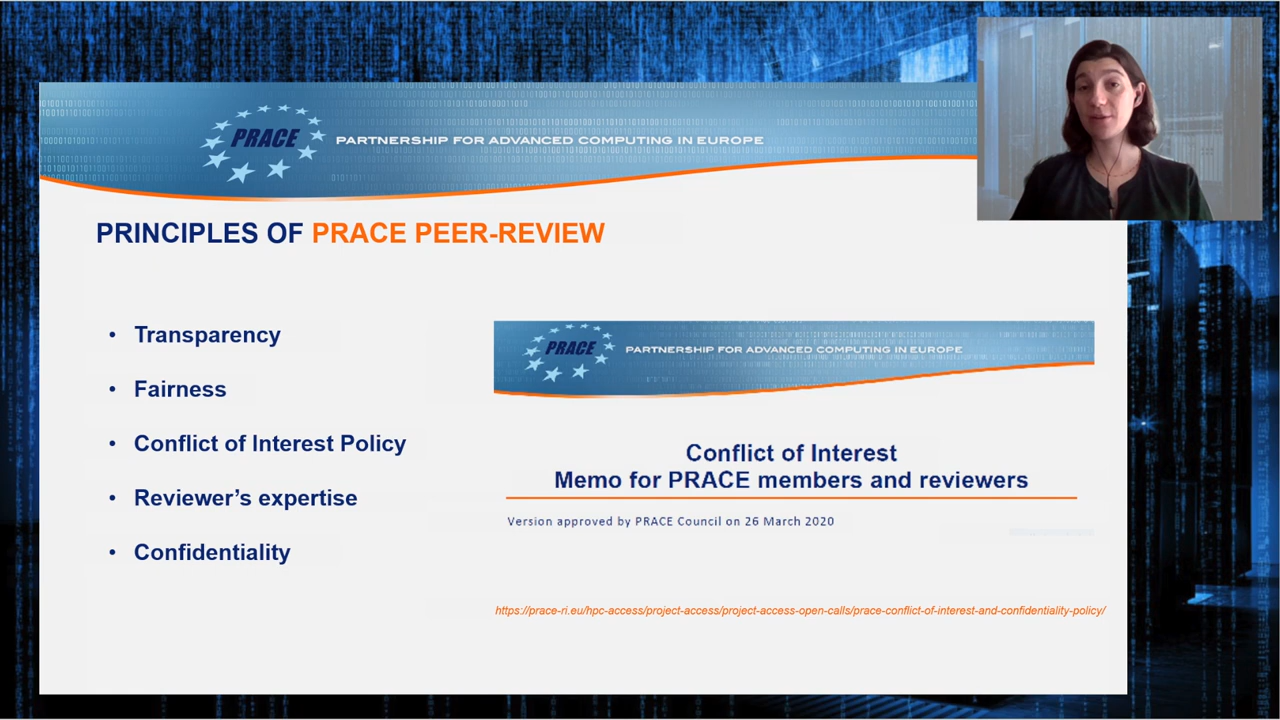 PRACE
PARTNERSHIP FOR ADVANCED COMPUTING IN EUROPE
PRINCIPLES OF PRACE PEER-REVIEW
• Transparency
• Fairness
• Conflict of Interest Policy
• Reviewer’s expertise
• Confidentiality
PRACE
PARTNERSHIP FOR ADVANCED COMPUTING IN EUROPE
Conflict of Interest
Memo for PRACE members and reviewers
Version approved by PRACE Council on 26 March 2020
https://prace-ri.eu/hpc-access/project-access/project-access-open-calls/prace-conflict-of-interest-and-confidentiality-policy/